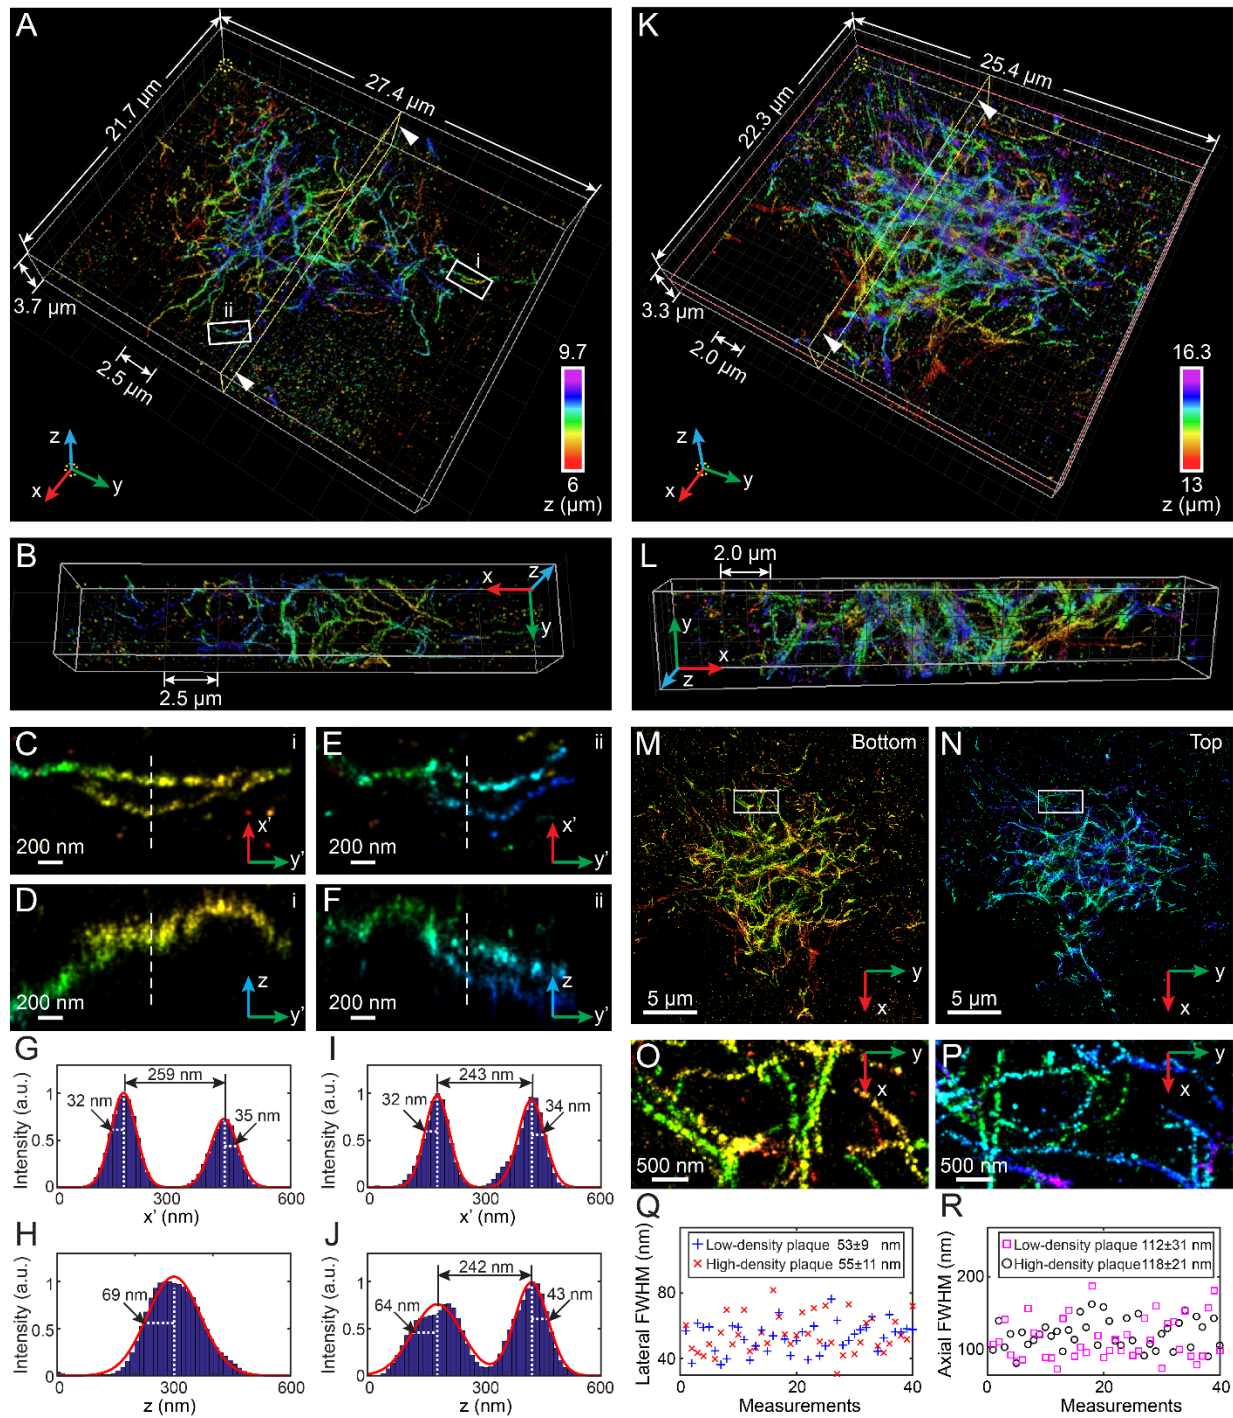 A
21.7 µm
27.4 µm
i
ii
3.7 µm
2.5 µm
9.7
6
z (µm)
z
x
y
K
22.3 µm
25.4 µm
3.3 µm
2.0 µm
16.3
13
z (µm)
z
x
y
B
x
z
y
2.5 µm
L
2.0 µm
y
x
z
C
i
200 nm
x'
y'
E
ii
200 nm
x'
y'
D
i
200 nm
z
y'
F
ii
200 nm
z
y'
M
Bottom
5 µm
y
x
N
Top
5 µm
y
x
O
500 nm
y
x
P
500 nm
y
x
G
Intensity (a.u.)
1
0.5
0
259 nm
32 nm
35 nm
0
300
600
x' (nm)
I
Intensity (a.u.)
1
0.5
0
243 nm
32 nm
34 nm
0
300
600
x' (nm)
H
Intensity (a.u.)
1
0.5
0
69 nm
0
300
600
z (nm)
J
Intensity (a.u.)
1
0.5
0
242 nm
64 nm
43 nm
0
300
600
z (nm)
Q
Lateral FWHM (nm)
80
40
Low-density plaque 53±9 nm
High-density plaque 55±11 nm
0
20
40
Measurements
R
Axial FWHM (nm)
200
100
Low-density plaque 112±31 nm
High-density plaque 118±21 nm
0
20
40
Measurements